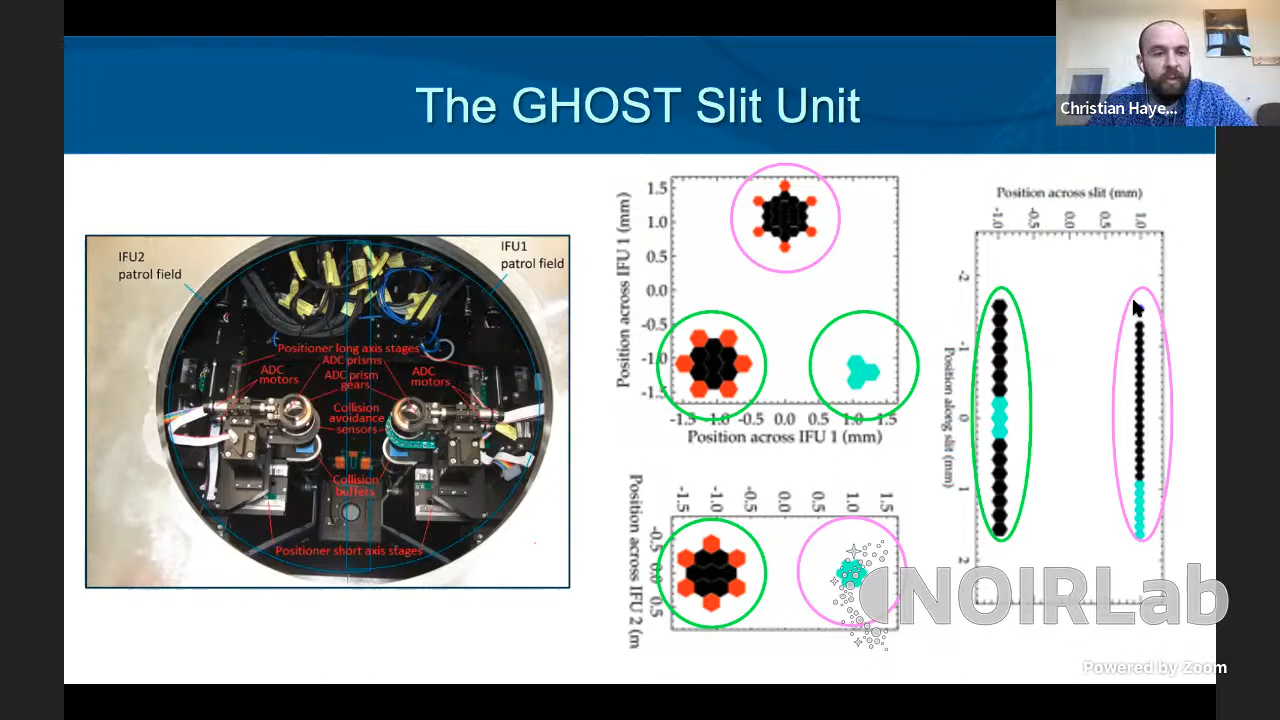 The GHOST Slit Unit
Christian Haye...
IFU2
patrol field
IFU1
patrol field
Positioner long axis stages
ADC prisms
ADC
motors
ADC prism
gears
ADC
motors
Collision
avoidance
sensors
Collision
buffers
Positioner short axis stages
Position across IFU 1 (mm)
1.5
1.0
0.5
0.0
-0.5
-1.0
-1.5
-1.5 -1.0 -0.5 0.0 0.5 1.0 1.5
Position across IFU 1 (mm)
Position across IFU 2 (m
-1.5 -1.0 -0.5 0.0 0.5 1.0 1.5
-0.5
0.0
0.5
Position across slit (mm)
-1.0 -0.5 0.0 0.5 1.0
Position along slit (mm)
-2
-1
0
1
2
NOIRLab
Powered by Zoom